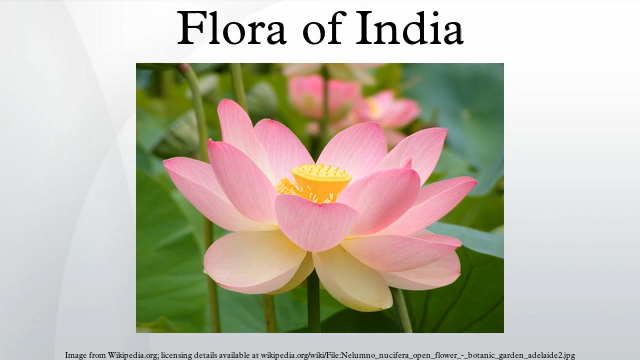 Flora of India
Image from Wikipedia.org; licensing details available at wikipedia.org/wiki/File:Nelumno_nucifera_open_flower_-_botanic_garden_adelaide2.jpg